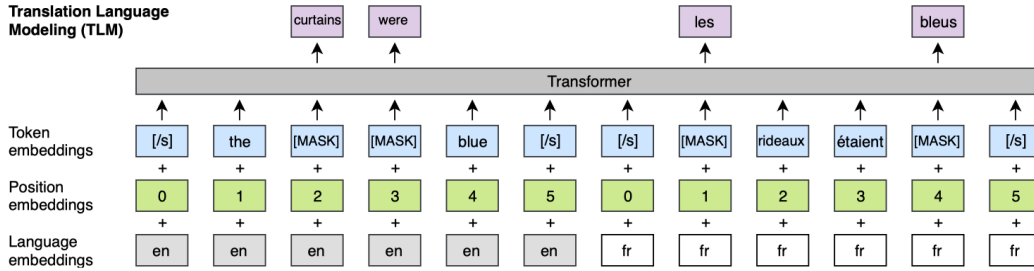 Translation Language
Modeling (TLM)
curtains were les bleus
Transformer
Token
embeddings
[/s] the [MASK] [MASK] blue [/s] [/s] [MASK] rideaux étaient [MASK] [/s]
+ + + + + + + + + + + +
Position
embeddings
0 1 2 3 4 5 0 1 2 3 4 5
+ + + + + + + + + + + +
Language
embeddings
en en en en en en fr fr fr fr fr fr